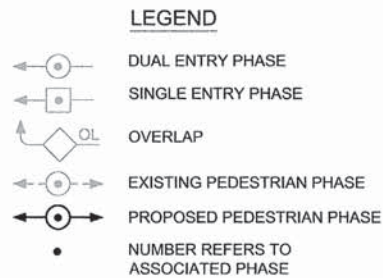 LEGEND
DUAL ENTRY PHASE
SINGLE ENTRY PHASE
OL OVERLAP
EXISTING PEDESTRIAN PHASE
PROPOSED PEDESTRIAN PHASE
NUMBER REFERS TO
ASSOCIATED PHASE